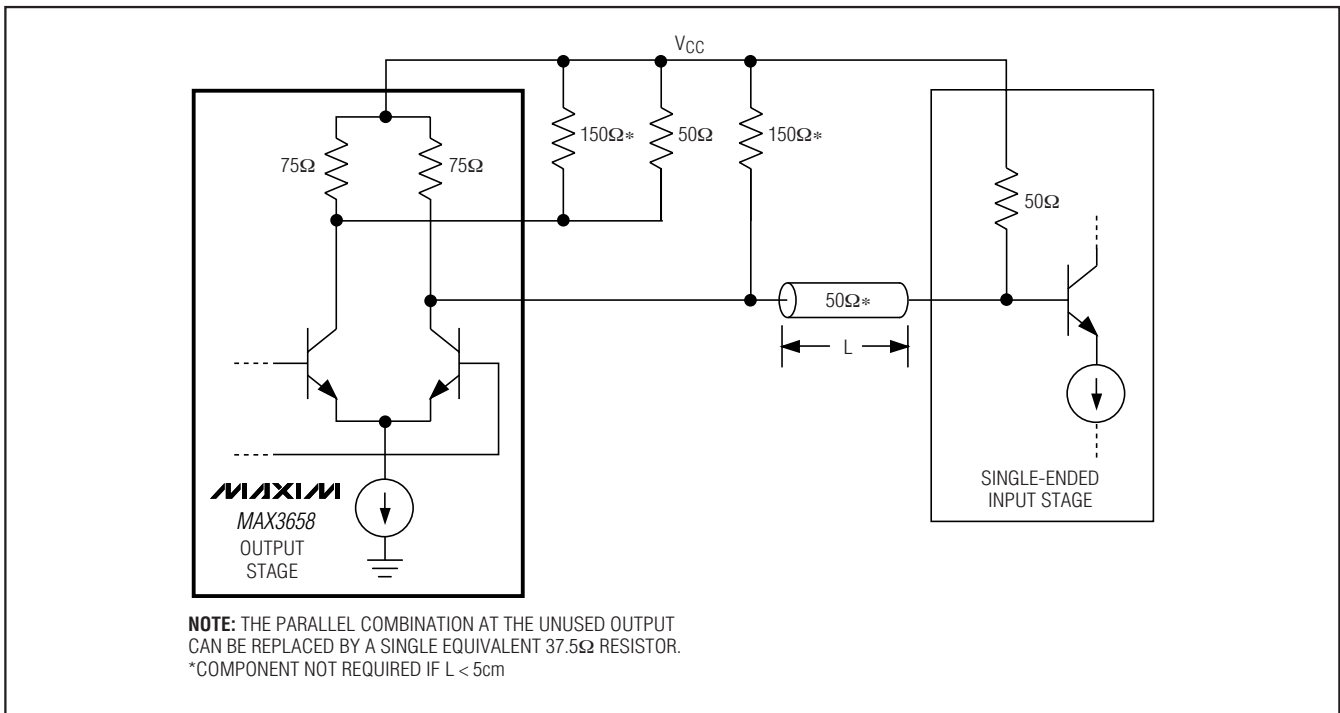 VCC
150Ω*
50Ω
150Ω*
75Ω
75Ω
50Ω
50Ω*
L
MAXIM
MAX3658
OUTPUT
STAGE
SINGLE-ENDED
INPUT STAGE
NOTE: THE PARALLEL COMBINATION AT THE UNUSED OUTPUT
CAN BE REPLACED BY A SINGLE EQUIVALENT 37.5Ω RESISTOR.
*COMPONENT NOT REQUIRED IF L < 5cm